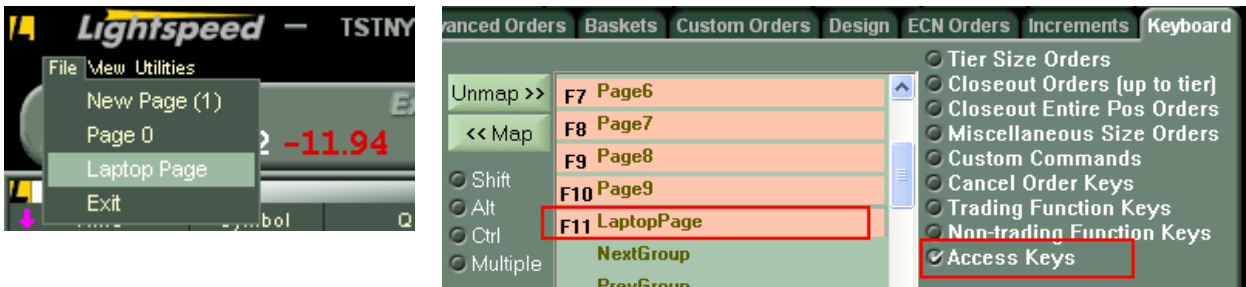 Lightspeed — TSTNY
File View Utilities
New Page (1)
Page 0
-11.94
Laptop Page
Exit
vanced Orders Baskets Custom Orders Design ECN Orders Increments Keyboard
Unmap >>
<< Map
Shift
Alt
Ctrl
Multiple
F7 Page6
F8 Page7
F9 Page8
F10 Page9
F11 LaptopPage
NextGroup
PrevGroup
Tier Size Orders
Closeout Orders (up to tier)
Closeout Entire Pos Orders
Miscellaneous Size Orders
Custom Commands
Cancel Order Keys
Trading Function Keys
Non-trading Function Keys
Access Keys